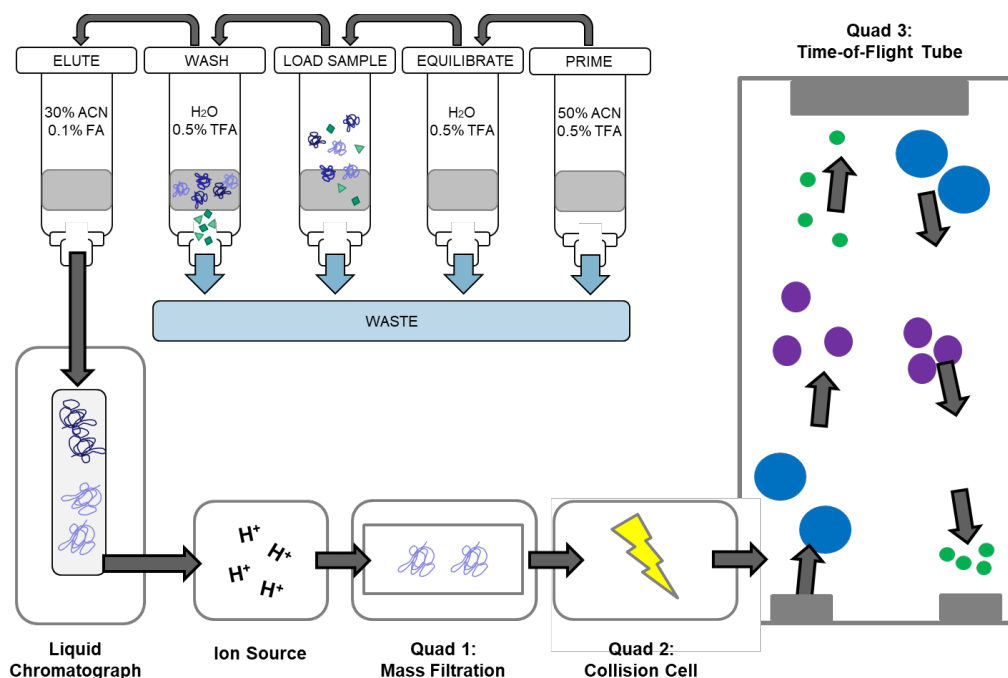 Quad 3:
Time-of-Flight Tube
ELUTE
WASH
LOAD SAMPLE
EQUILIBRATE
PRIME
30% ACN
0.1% FA
H₂O
0.5% TFA
H₂O
0.5% TFA
50% ACN
0.5% TFA
WASTE
H⁺
H⁺
H⁺
H⁺
Liquid
Chromatograph
Ion Source
Quad 1:
Mass Filtration
Quad 2:
Collision Cell